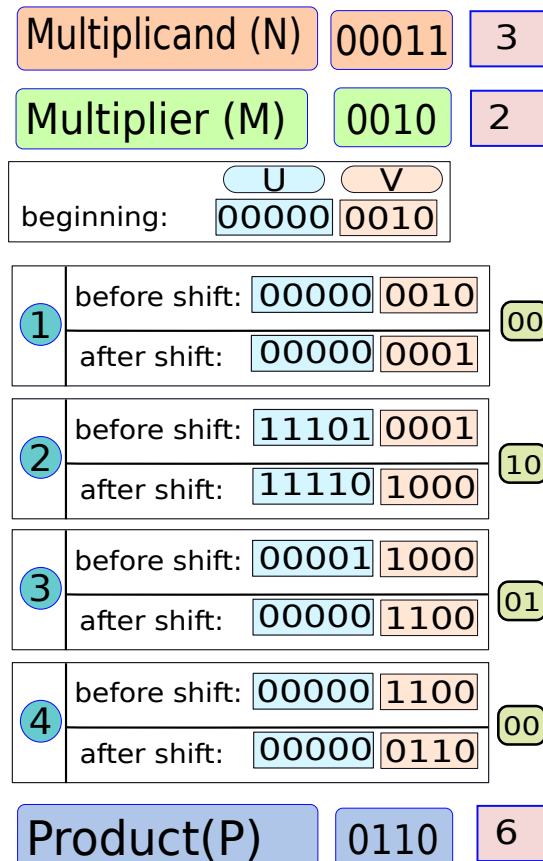 Multiplicand (N) 00011 3
Multiplier (M) 0010 2
U V
beginning: 00000 0010
before shift: 00000 0010
1 00
after shift: 00000 0001
before shift: 11101 0001
2 10
after shift: 11110 1000
before shift: 00001 1000
3 01
after shift: 00000 1100
before shift: 00000 1100
4 00
after shift: 00000 0110
Product(P) 0110 6